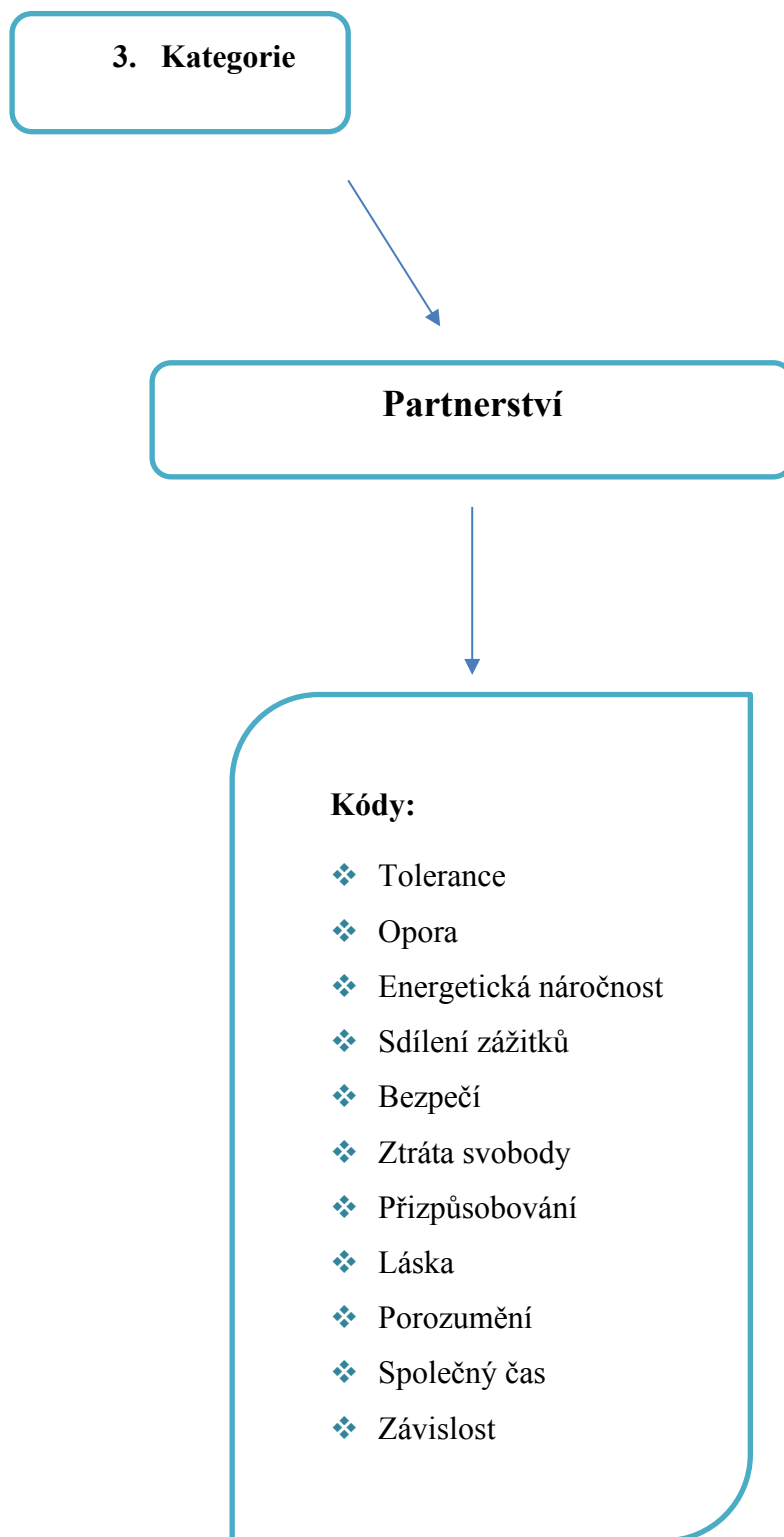 3. Kategorie
Partnerství
Kódy:
❖ Tolerance
❖ Opora
❖ Energetická náročnost
❖ Sdílení zážitků
❖ Bezpečí
❖ Ztráta svobody
❖ Přizpůsobování
❖ Láska
❖ Porozumění
❖ Společný čas
❖ Závislost